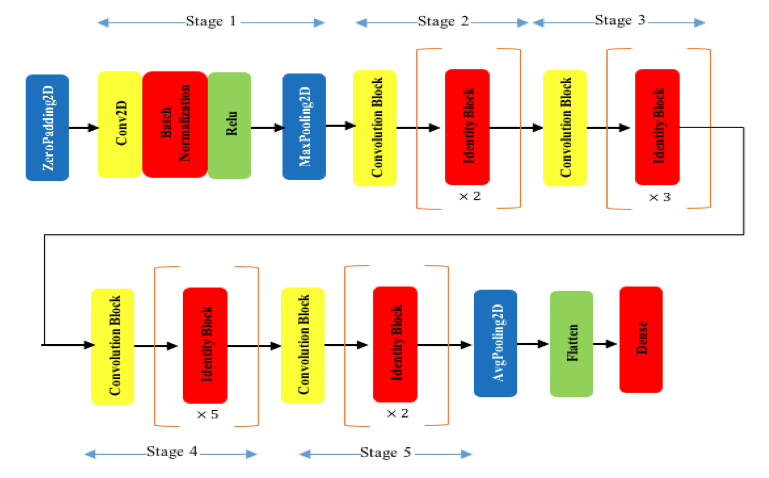 Stage 1
Stage 2
Stage 3
ZeroPadding2D
Conv2D
Batch
Normalization
Relu
MaxPooling2D
Convolution Block
Identity Block
× 2
Convolution Block
Identity Block
× 3
Convolution Block
Identity Block
× 5
Convolution Block
Identity Block
× 2
AvgPooling2D
Flatten
Dense
Stage 4
Stage 5